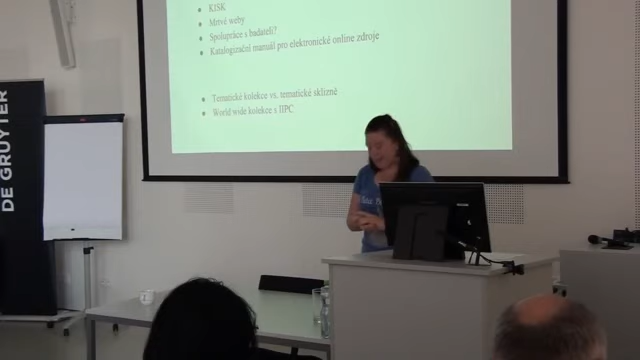 KISK
Mrtvé weby
Spolupráce s badateli?
Katalogizační manuál pro elektronické online zdroje
Tematické kolekce vs. tematické sklizně
World wide kolekce s IIPC
DE GRUYTER